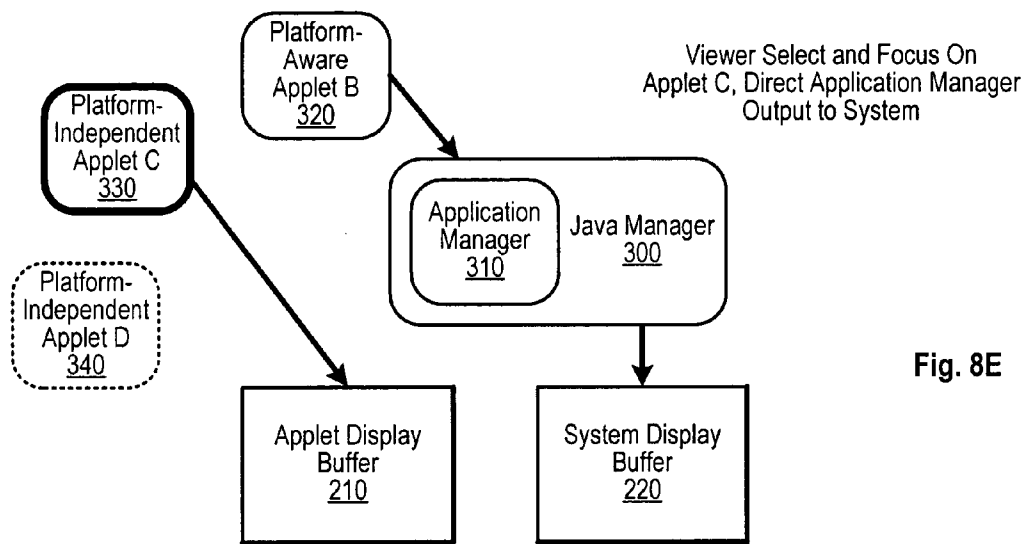 Platform-
Aware
Applet B
320
Viewer Select and Focus On
Applet C, Direct Application Manager
Output to System
Platform-
Independent
Applet C
330
Application
Manager
310
Java Manager
300
Platform-
Independent
Applet D
340
Fig. 8E
Applet Display
Buffer
210
System Display
Buffer
220